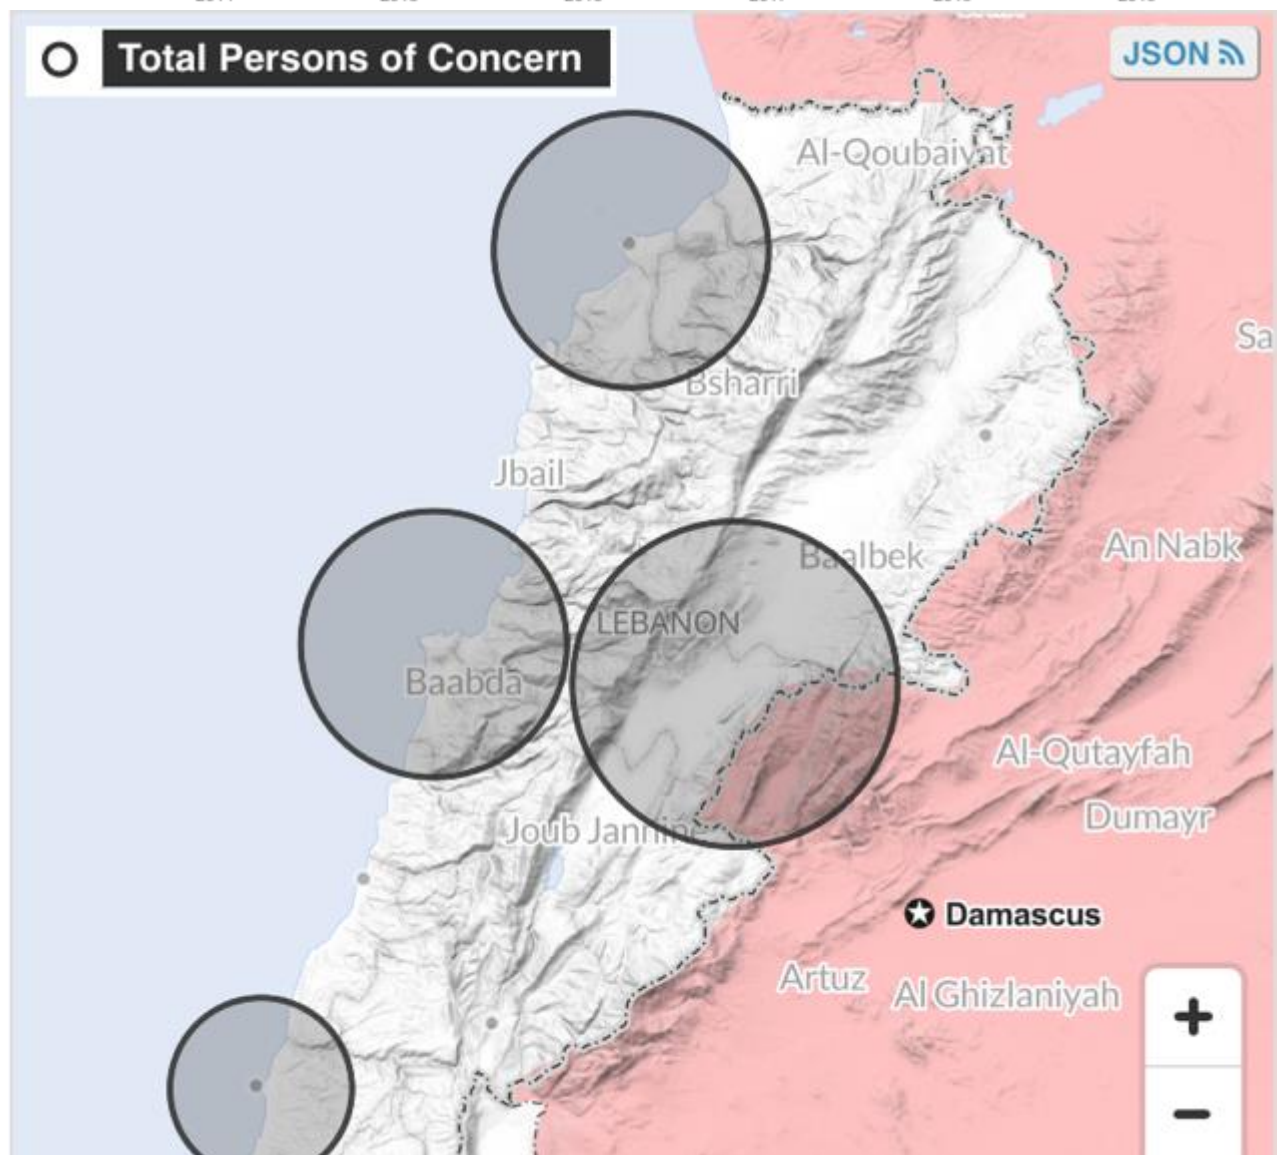 Total Persons of Concern
JSON
Al-Qoubaiyat
Sa
Bsharri
Jbail
An Nabk
Baalbek
LEBANON
Baabda
Al-Qutayfah
Dumayr
Joub Jannine
Damascus
Artuz
Al Ghizlaniyah
+
−